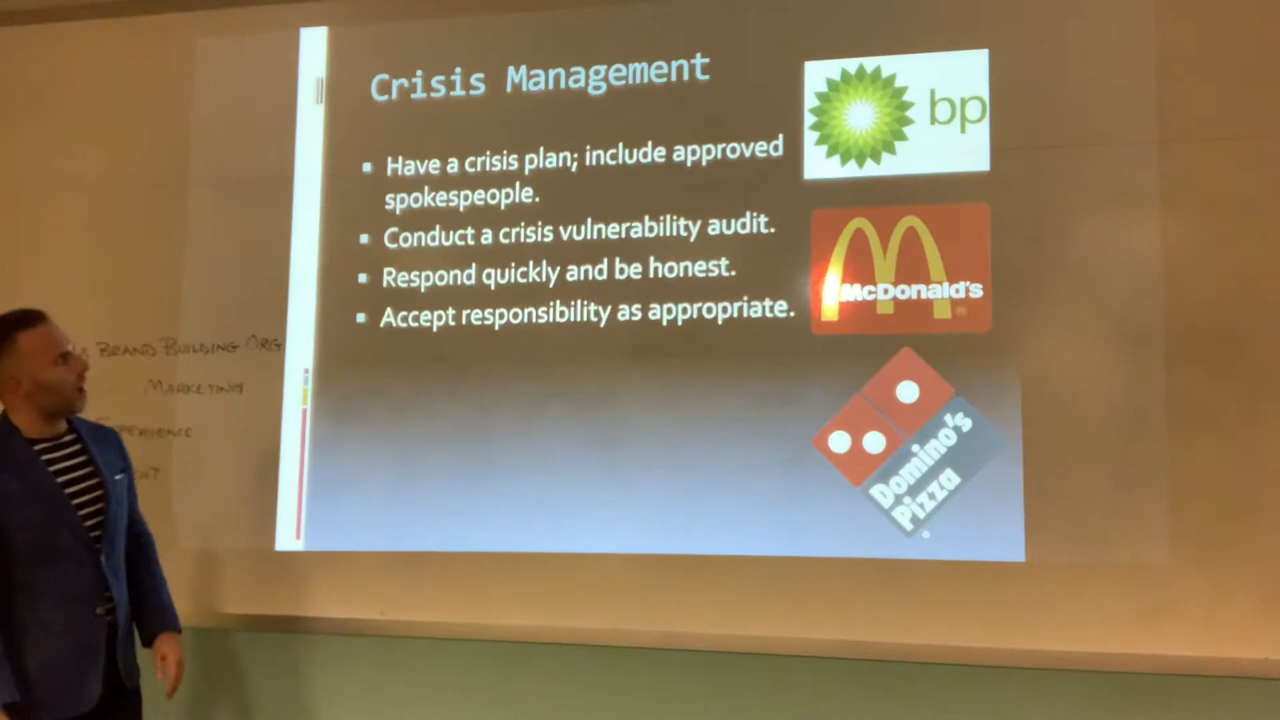 Crisis Management
Have a crisis plan; include approved
spokespeople.
Conduct a crisis vulnerability audit.
Respond quickly and be honest.
Accept responsibility as appropriate.
bp
McDonald's
®
Domino's
Pizza
®
BRAND BUILDING ORG.
MARKETING